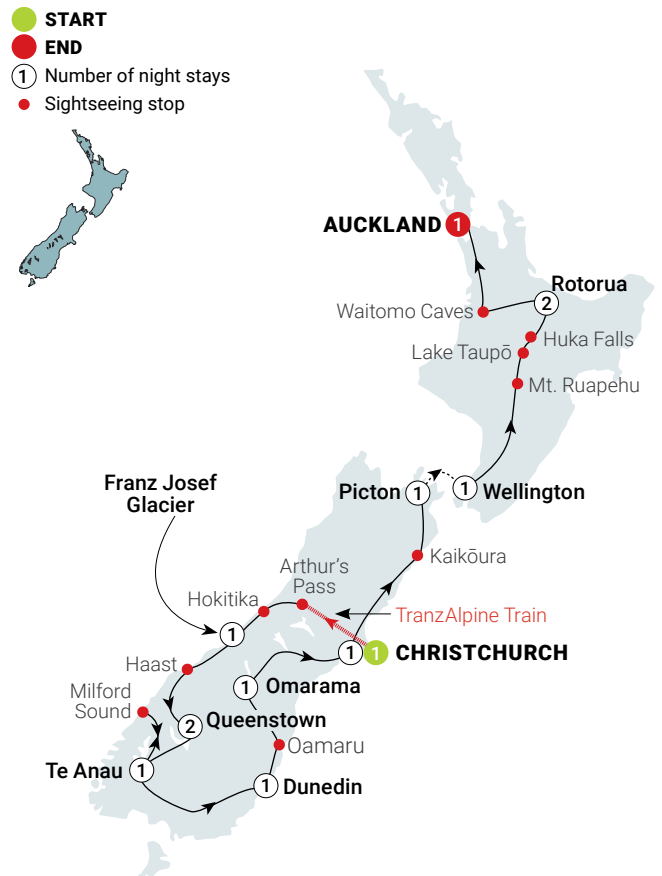 START
END
1 Number of night stays
Sightseeing stop
AUCKLAND 1
Rotorua
2
Waitomo Caves
Huka Falls
Lake Taupō
Mt. Ruapehu
Franz Josef
Glacier
Picton 1
1 Wellington
Kaikōura
Arthur's
Pass
Hokitika
TranzAlpine Train
1
1 1 CHRISTCHURCH
Haast
1
Omarama
Milford
Sound
2
Queenstown
Oamaru
Te Anau 1
1 Dunedin